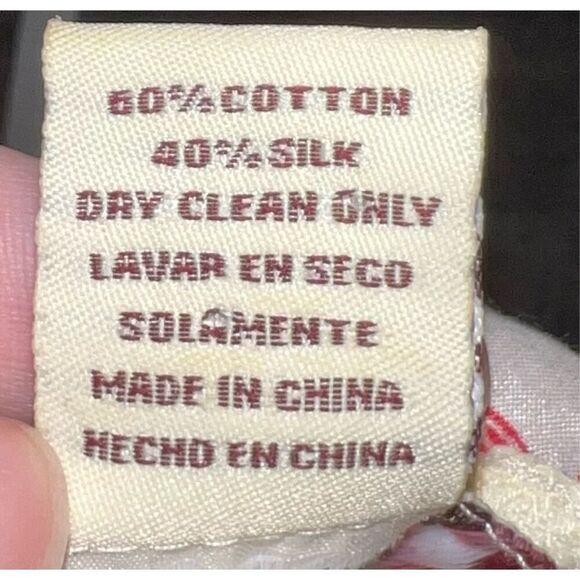 60% COTTON
40% SILK
DRY CLEAN ONLY
LAVAR EN SECO
SOLAMENTE
MADE IN CHINA
HECHO EN CHINA